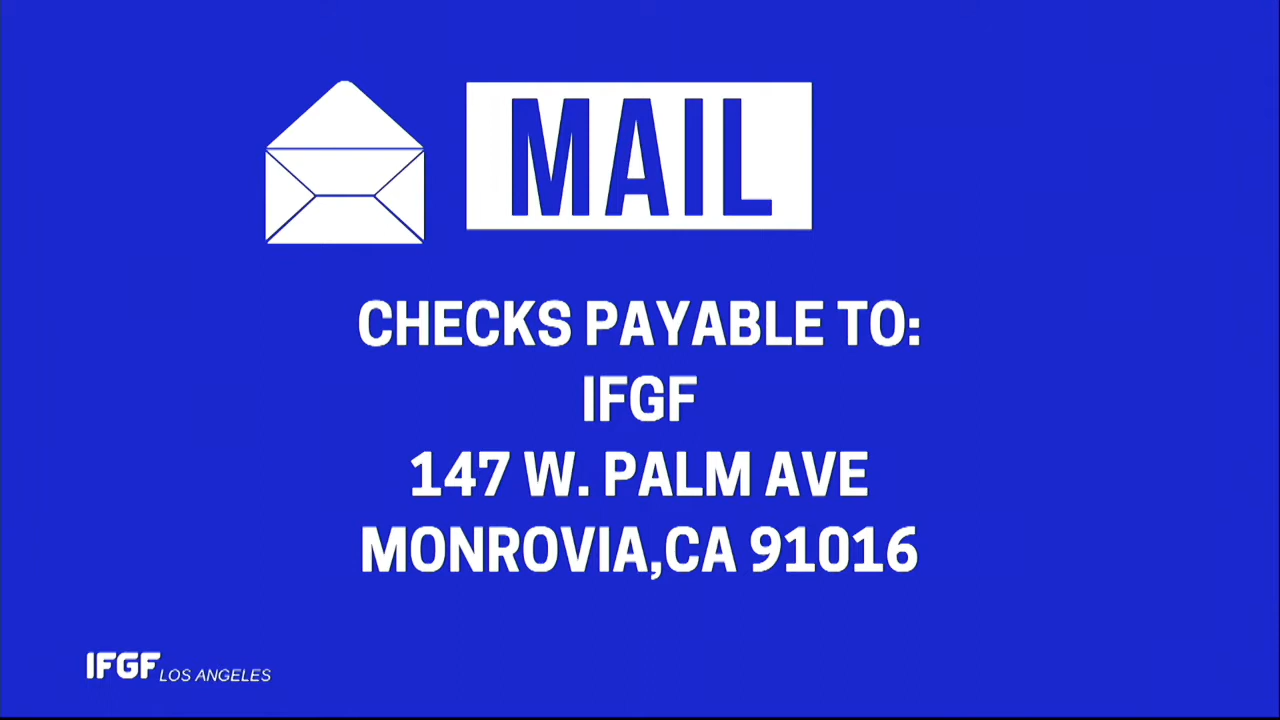 MAIL
CHECKS PAYABLE TO:
IFGF
147 W. PALM AVE
MONROVIA,CA 91016
IFGF LOS ANGELES